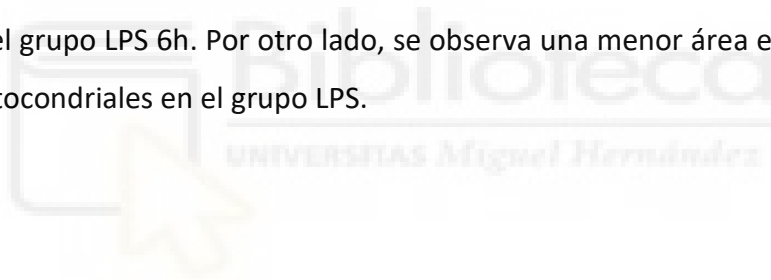 el grupo LPS 6h. Por otro lado, se observa una menor área e
tocondriales en el grupo LPS.
Biblioteca
UNIVERSITAS Miguel Hernández